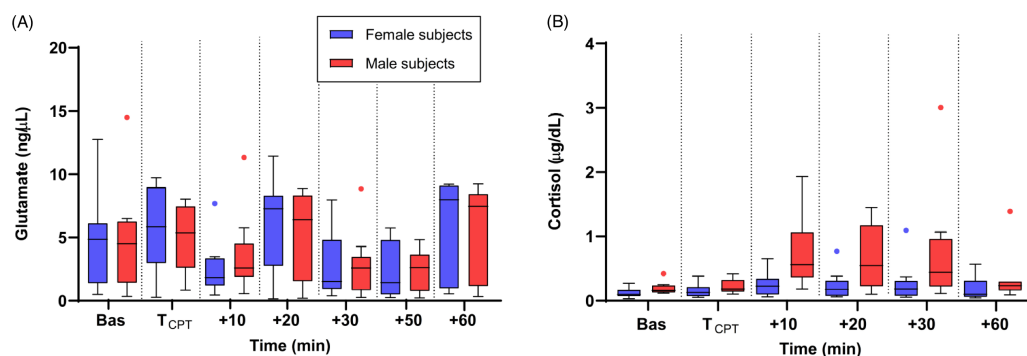 (A)
Female subjects
Male subjects
Glutamate (ng/µL)
20
15
10
5
0
Bas TCPT +10 +20 +30 +50 +60
Time (min)
(B)
Cortisol (µg/dL)
4
3
2
1
0
Bas TCPT +10 +20 +30 +60
Time (min)